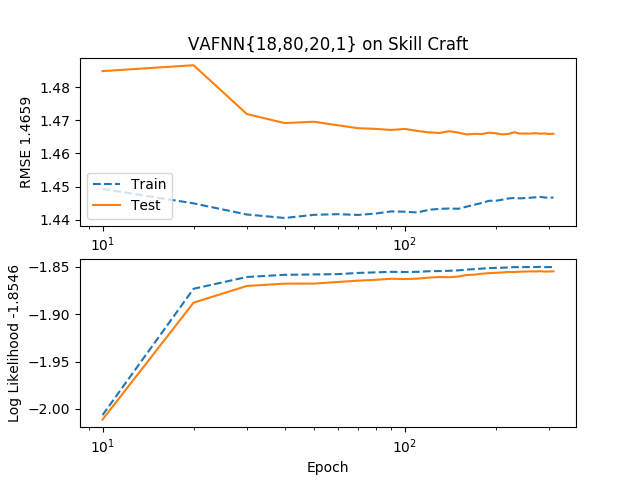 VAFNN{18,80,20,1} on Skill Craft
RMSE 1.4659
1.48
1.47
1.46
1.45
1.44
Train
Test
10¹
10²
Log Likelihood -1.8546
−1.85
−1.90
−1.95
−2.00
10¹
10²
Epoch